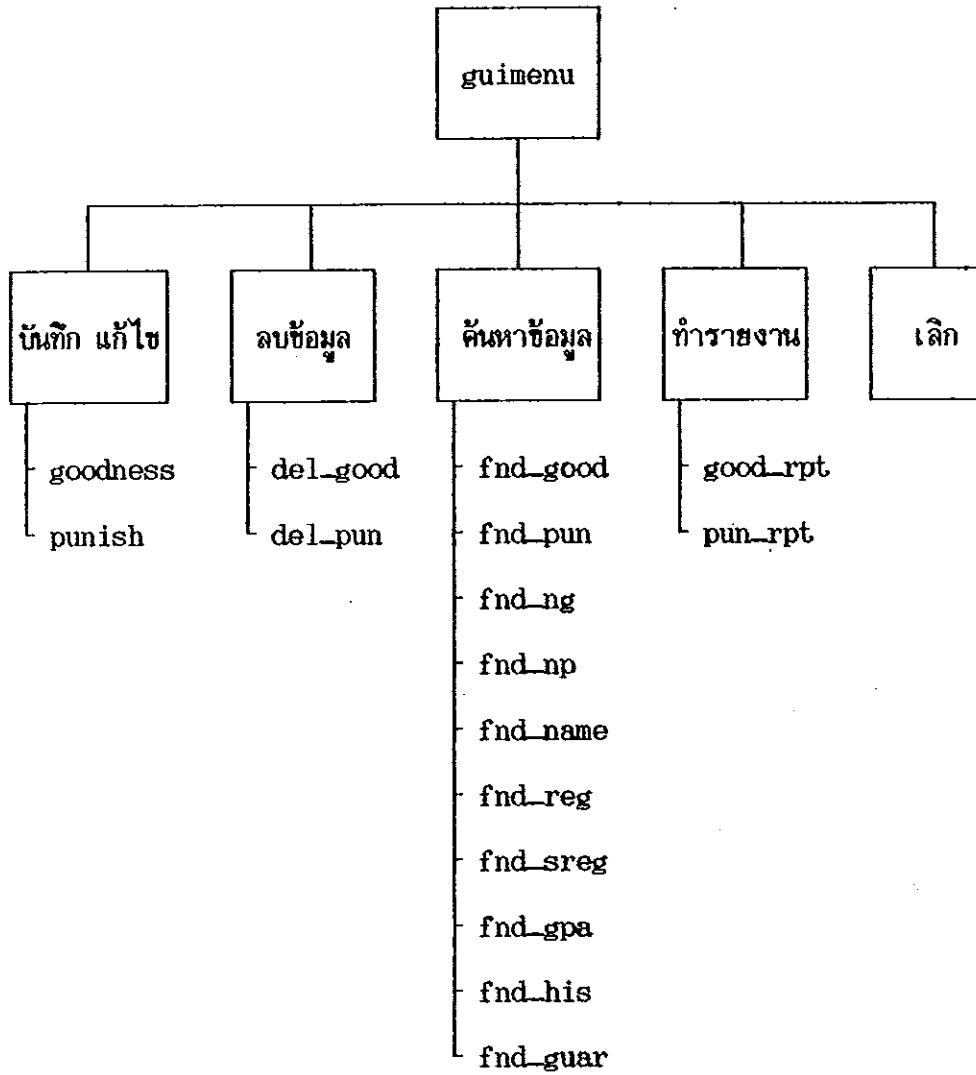 guimenu
บันทึก แก้ไข
ลบข้อมูล
ค้นหาข้อมูล
ทำรายงาน
เลิก
goodness
punish
del_good
del_pun
fnd_good
fnd_pun
fnd_ng
fnd_np
fnd_name
fnd_reg
fnd_sreg
fnd_gpa
fnd_his
fnd_guar
good_rpt
pun_rpt